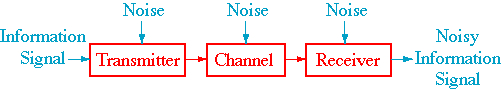 Noise
Noise
Noise
Information
Signal
Transmitter
Channel
Receiver
Noisy
Information
Signal